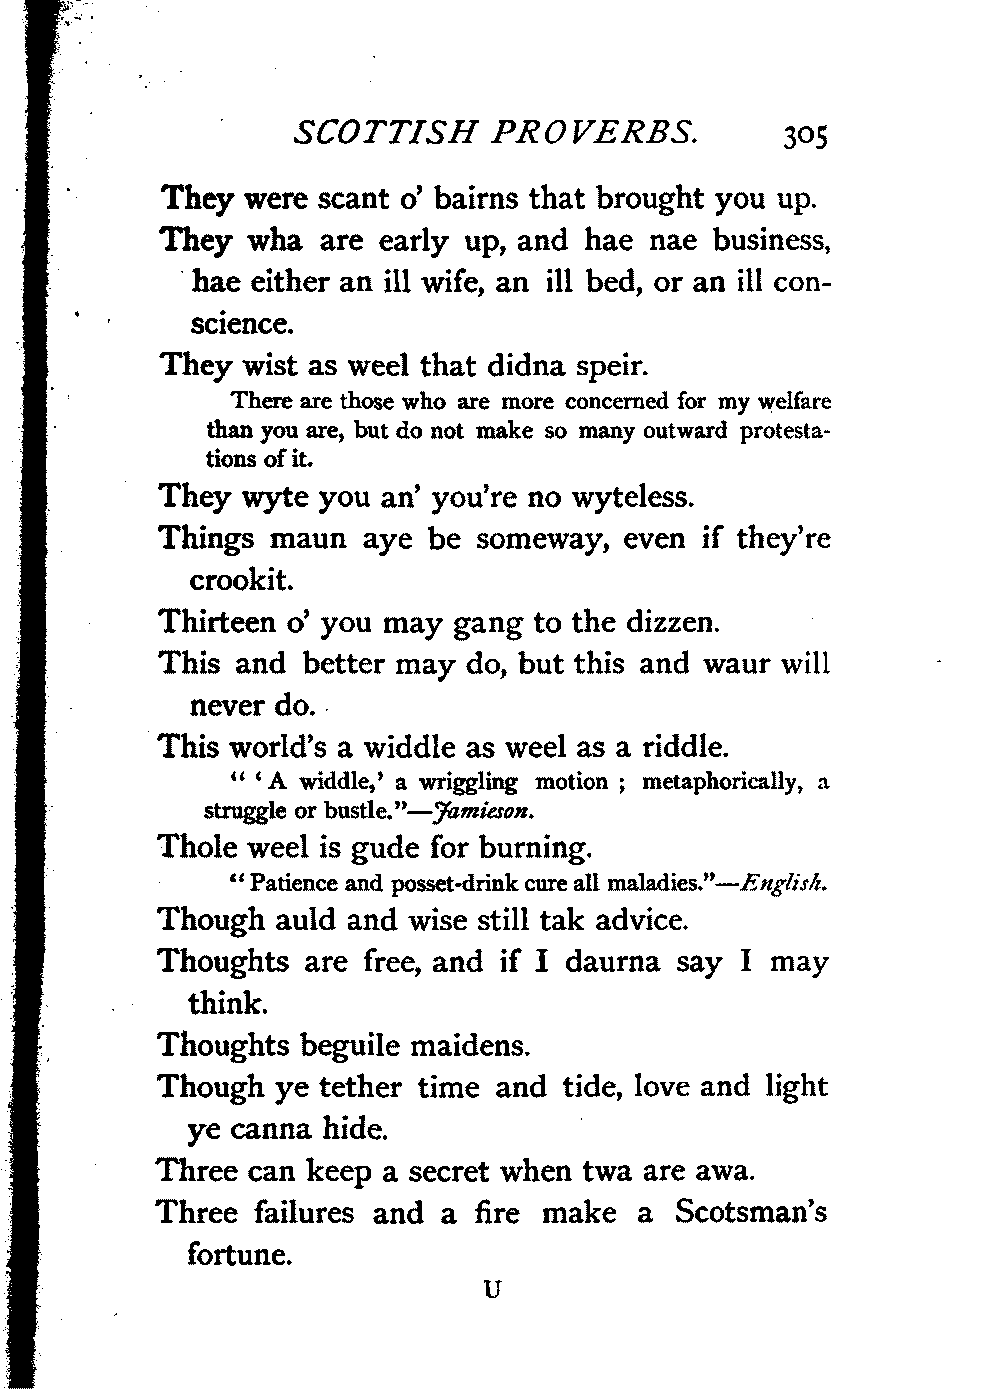 SCOTTISH PROVERBS. 305
They were scant o' bairns that brought you up.
They wha are early up, and hae nae business,
hae either an ill wife, an ill bed, or an ill con-
science.
They wist as weel that didna speir.
There are those who are more concerned for my welfare
than you are, but do not make so many outward protesta-
tions of it.
They wyte you an' you're no wyteless.
Things maun aye be someway, even if they're
crookit.
Thirteen o' you may gang to the dizzen.
This and better may do, but this and waur will
never do.
This world's a widdle as weel as a riddle.
“ ‘A widdle,’ a wriggling motion ; metaphorically, a
struggle or bustle.”—Jamieson.
Thole weel is gude for burning.
“Patience and posset-drink cure all maladies.”—English.
Though auld and wise still tak advice.
Thoughts are free, and if I daurna say I may
think.
Thoughts beguile maidens.
Though ye tether time and tide, love and light
ye canna hide.
Three can keep a secret when twa are awa.
Three failures and a fire make a Scotsman's
fortune.
U